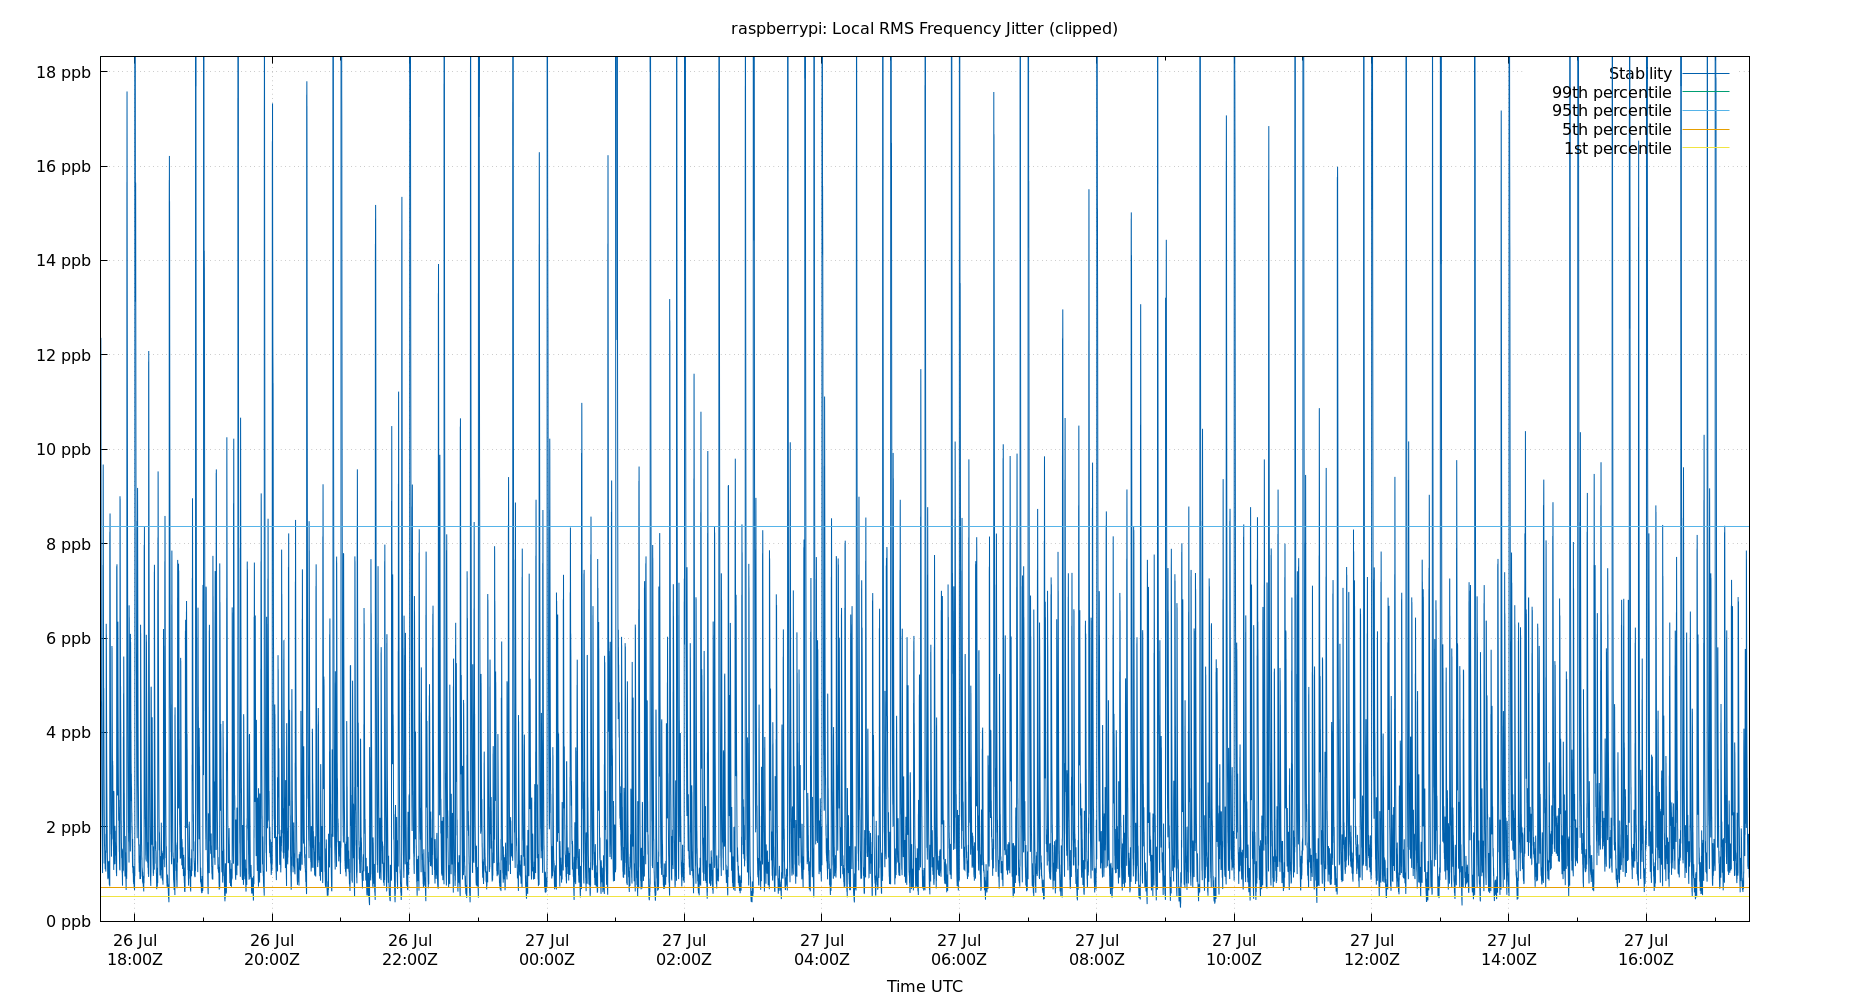 raspberrypi: Local RMS Frequency Jitter (clipped)
18 ppb
16 ppb
14 ppb
12 ppb
10 ppb
8 ppb
6 ppb
4 ppb
2 ppb
0 ppb
Stability
99th percentile
95th percentile
5th percentile
1st percentile
26 Jul 26 Jul 26 Jul 27 Jul 27 Jul 27 Jul 27 Jul 27 Jul 27 Jul 27 Jul 27 Jul 27 Jul
18:00Z 20:00Z 22:00Z 00:00Z 02:00Z 04:00Z 06:00Z 08:00Z 10:00Z 12:00Z 14:00Z 16:00Z
Time UTC